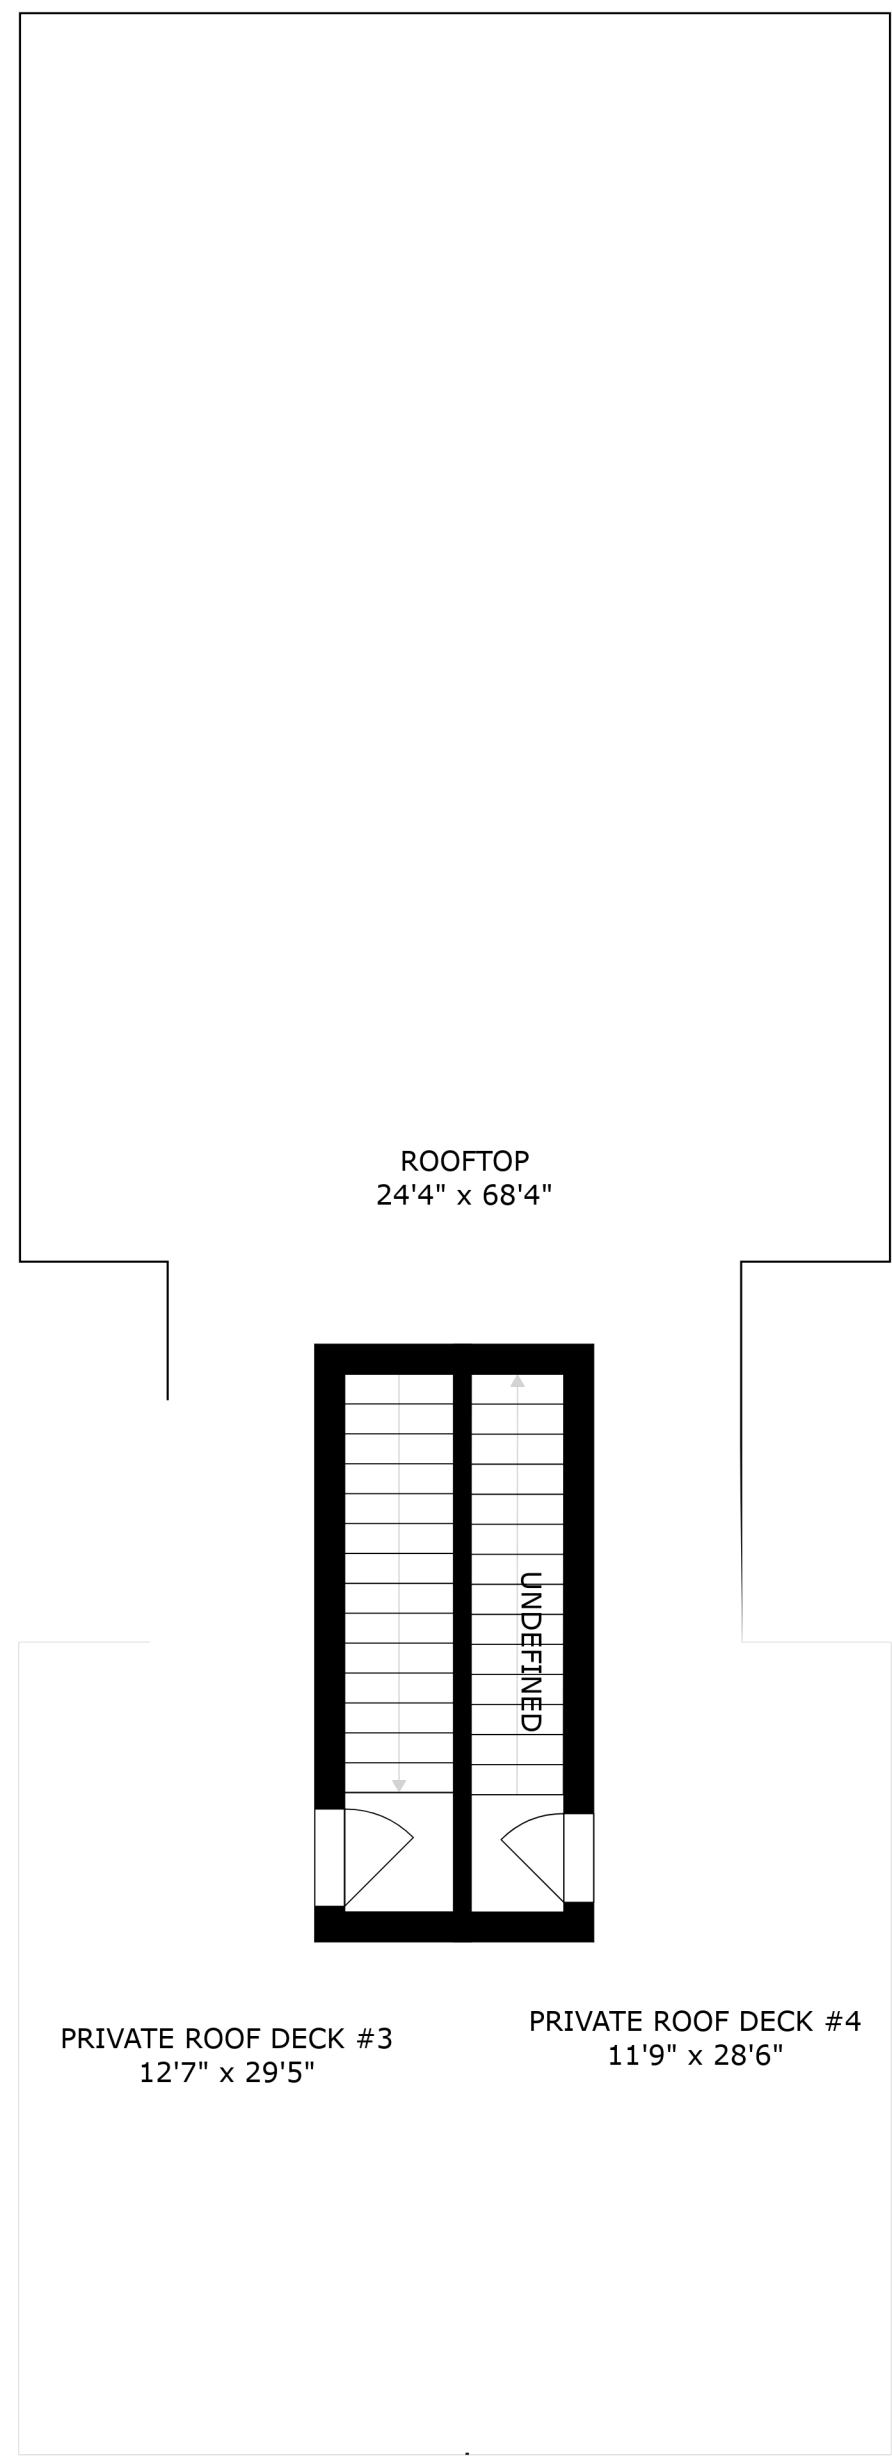 ROOFTOP
24'4" x 68'4"
UNDEFINED
PRIVATE ROOF DECK #3
12'7" x 29'5"
PRIVATE ROOF DECK #4
11'9" x 28'6"